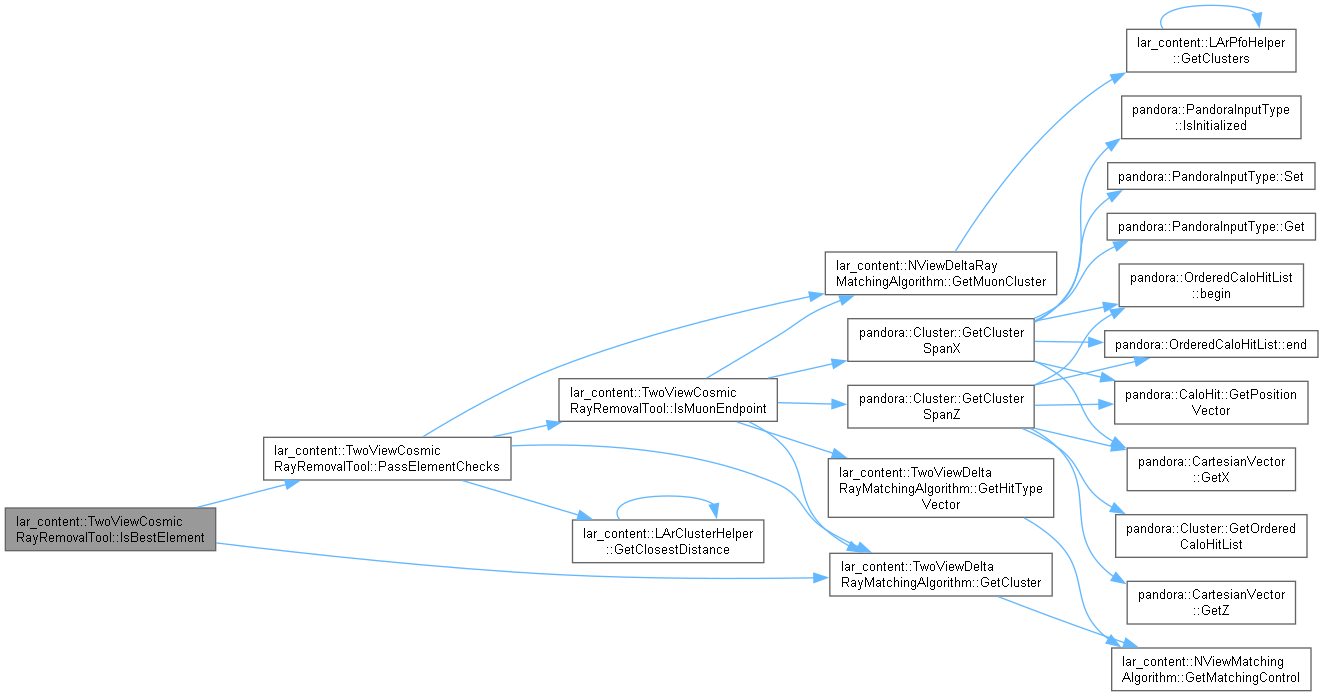 lar_content::TwoViewCosmic
RayRemovalTool::IsBestElement
lar_content::TwoViewCosmic
RayRemovalTool::PassElementChecks
lar_content::TwoViewCosmic
RayRemovalTool::IsMuonEndpoint
lar_content::LArClusterHelper
::GetClosestDistance
lar_content::NViewDeltaRay
MatchingAlgorithm::GetMuonCluster
pandora::Cluster::GetCluster
SpanX
pandora::Cluster::GetCluster
SpanZ
lar_content::TwoViewDelta
RayMatchingAlgorithm::GetHitType
Vector
lar_content::TwoViewDelta
RayMatchingAlgorithm::GetCluster
lar_content::LArPfoHelper
::GetClusters
pandora::PandoraInputType
::IsInitialized
pandora::PandoraInputType::Set
pandora::PandoraInputType::Get
pandora::OrderedCaloHitList
::begin
pandora::OrderedCaloHitList::end
pandora::CaloHit::GetPosition
Vector
pandora::CartesianVector
::GetX
pandora::Cluster::GetOrdered
CaloHitList
pandora::CartesianVector
::GetZ
lar_content::NViewMatching
Algorithm::GetMatchingControl